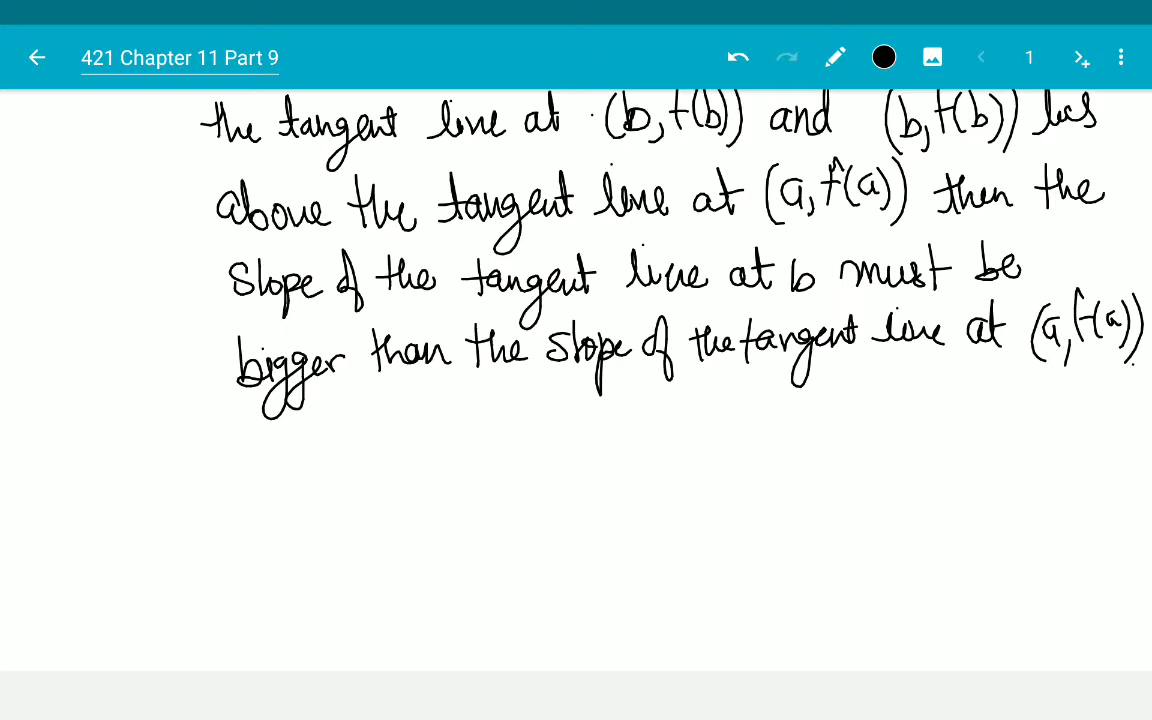 421 Chapter 11 Part 9
1
the tangent line at (b, f(b)) and (b, f(b)) lies
above the tangent line at (a, f(a)) then the
Slope of the tangent line at b must be
bigger than the slope of the tangent line at (a, f(a)).